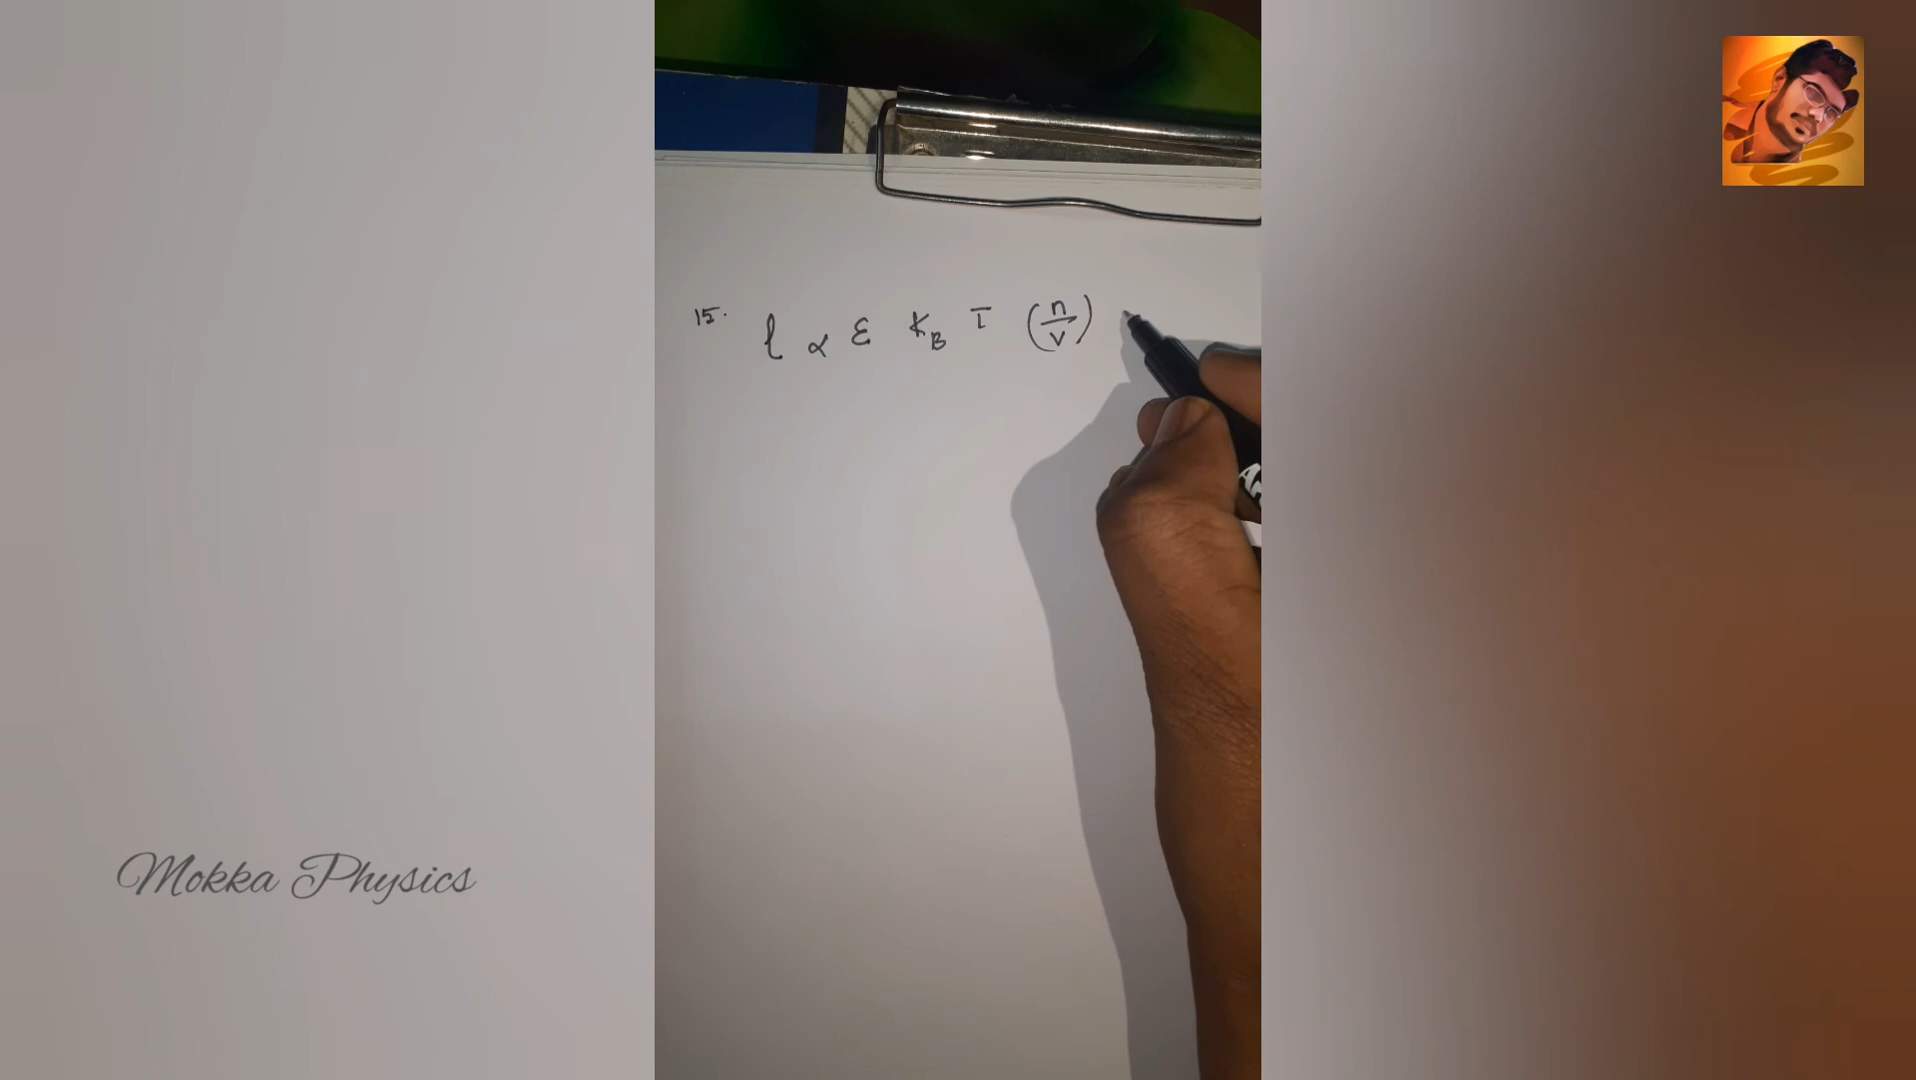 15. l α ε K_B T (n/v)
Mokka Physics